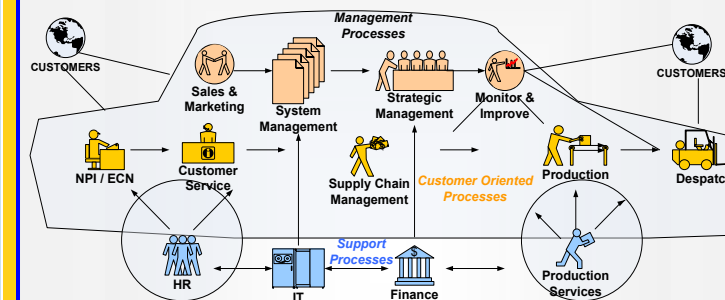 Management
Processes
CUSTOMERS
CUSTOMERS
Sales &
Marketing
System
Management
Strategic
Management
Monitor &
Improve
NPI / ECN
Customer
Service
Supply Chain
Management
Customer Oriented
Processes
Production
Despatc
Support
Processes
HR
IT
$
Finance
Production
Services